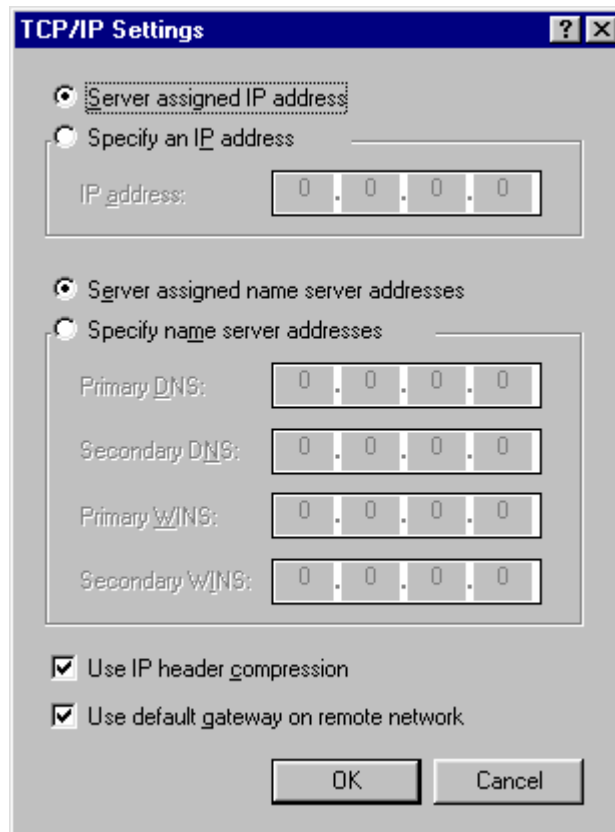 TCP/IP Settings ? X
Server assigned IP address
Specify an IP address
IP address: 0 . 0 . 0 . 0
Server assigned name server addresses
Specify name server addresses
Primary DNS: 0 . 0 . 0 . 0
Secondary DNS: 0 . 0 . 0 . 0
Primary WINS: 0 . 0 . 0 . 0
Secondary WINS: 0 . 0 . 0 . 0
Use IP header compression
Use default gateway on remote network
OK Cancel